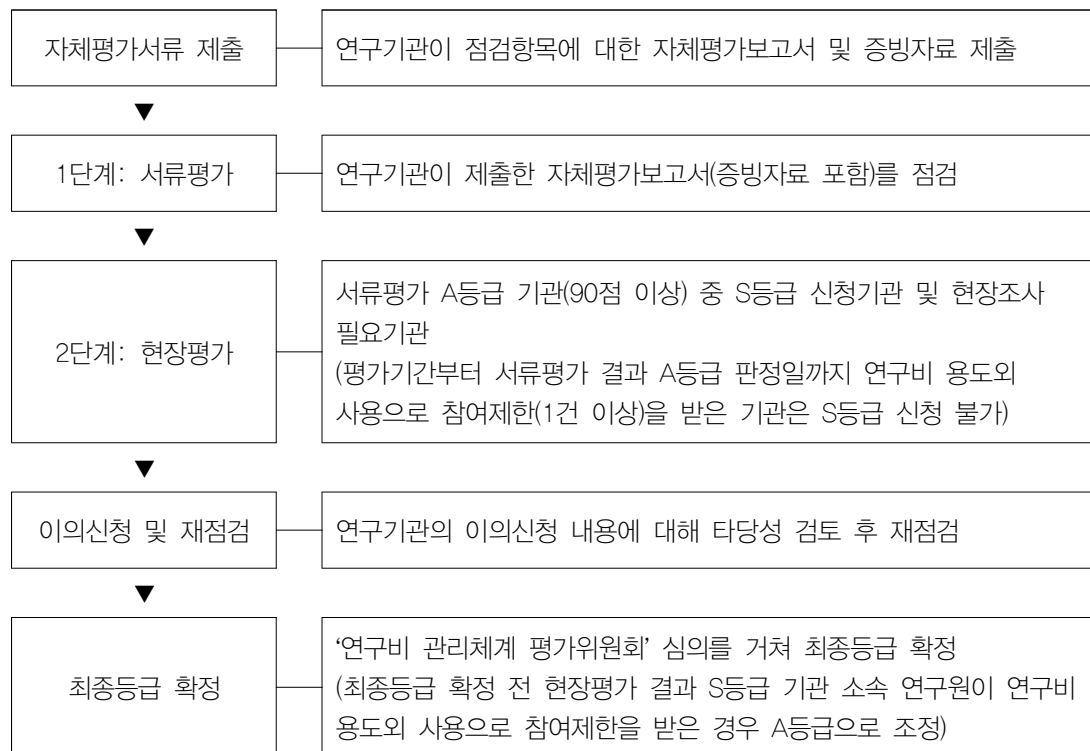 자체평가서류 제출
연구기관이 점검항목에 대한 자체평가보고서 및 증빙자료 제출
▼
1단계: 서류평가
연구기관이 제출한 자체평가보고서(증빙자료 포함)를 점검
▼
2단계: 현장평가
서류평가 A등급 기관(90점 이상) 중 S등급 신청기관 및 현장조사
필요기관
(평가기간부터 서류평가 결과 A등급 판정일까지 연구비 용도외
사용으로 참여제한(1건 이상)을 받은 기관은 S등급 신청 불가)
▼
이의신청 및 재점검
연구기관의 이의신청 내용에 대해 타당성 검토 후 재점검
▼
최종등급 확정
‘연구비 관리체계 평가위원회’ 심의를 거쳐 최종등급 확정
(최종등급 확정 전 현장평가 결과 S등급 기관 소속 연구원이 연구비
용도외 사용으로 참여제한을 받은 경우 A등급으로 조정)